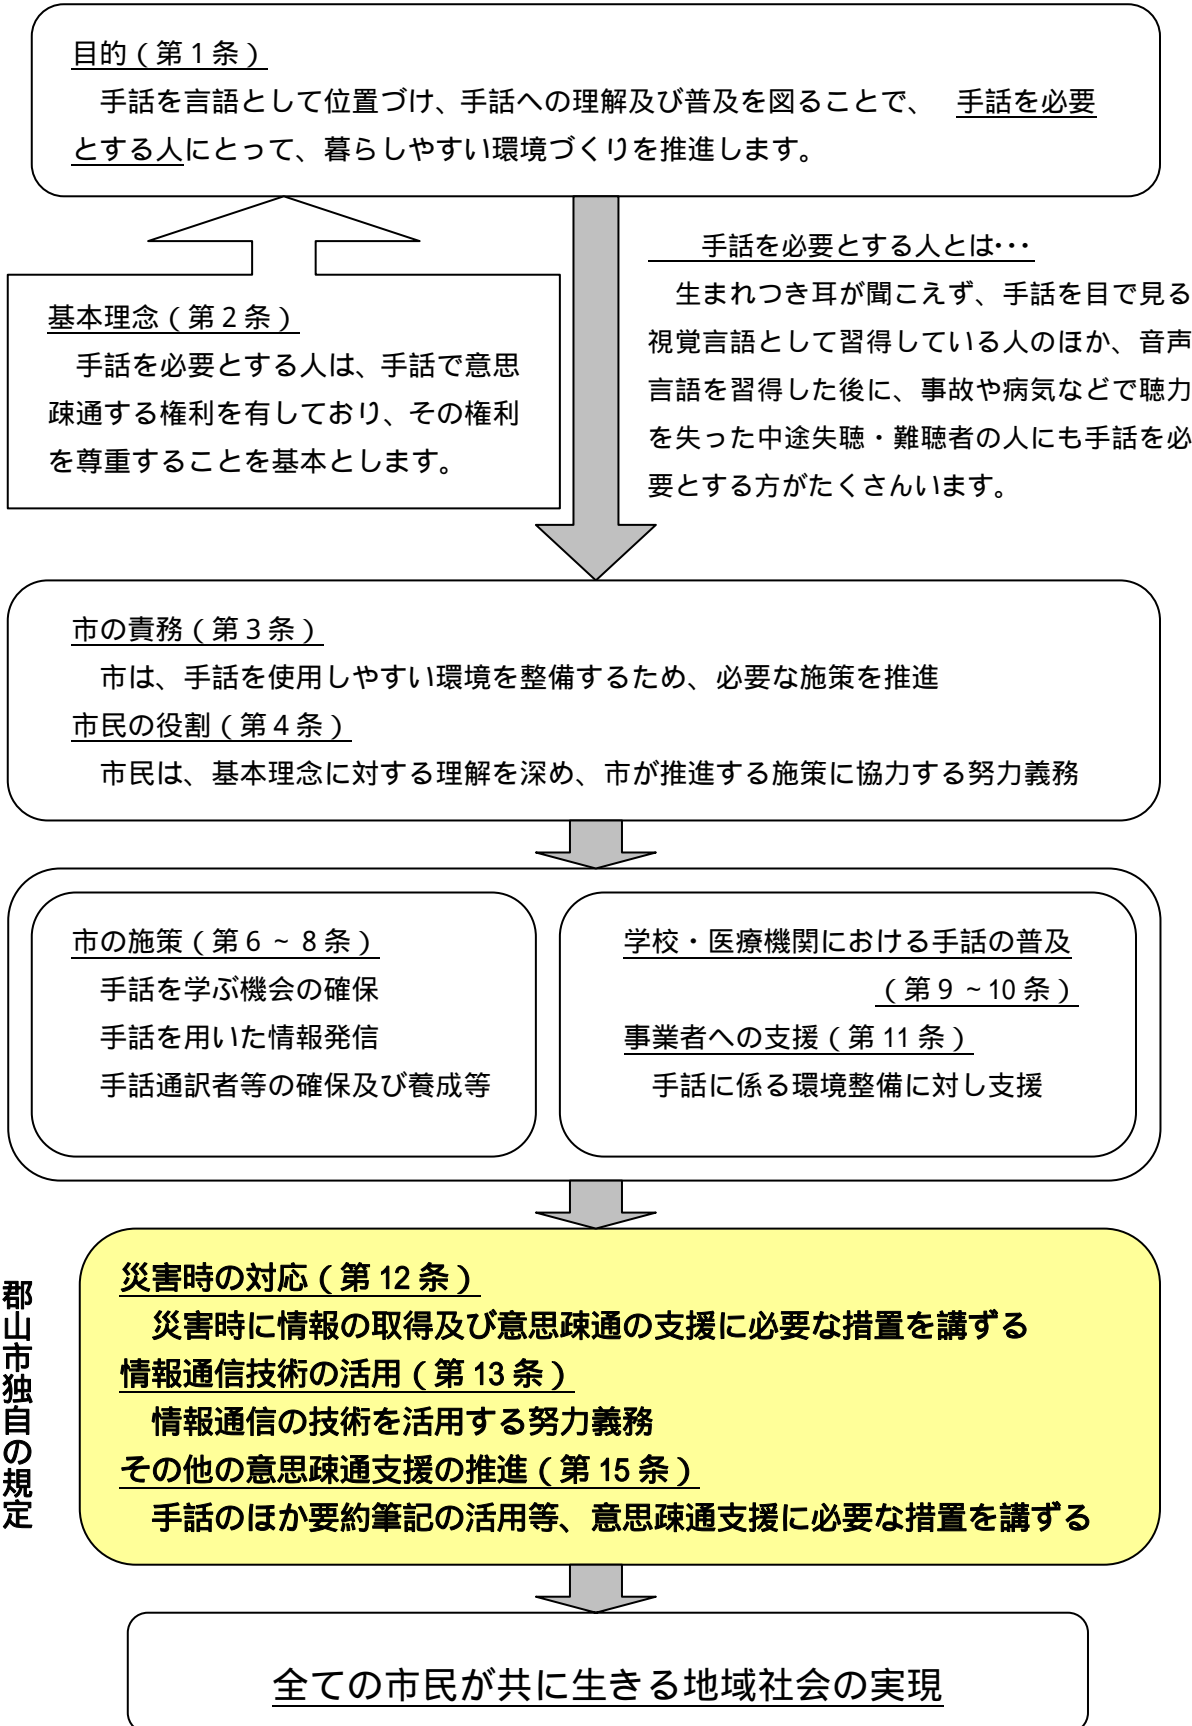 目的（第１条）
手話を言語として位置づけ、手話への理解及び普及を図ることで、　手話を必要
とする人にとって、暮らしやすい環境づくりを推進します。
手話を必要とする人とは・・・
生まれつき耳が聞こえず、手話を目で見る
視覚言語として習得している人のほか、音声
言語を習得した後に、事故や病気などで聴力
を失った中途失聴・難聴者の人にも手話を必
要とする方がたくさんいます。
基本理念（第２条）
手話を必要とする人は、手話で意思
疎通する権利を有しており、その権利
を尊重することを基本とします。
市の責務（第３条）
市は、手話を使用しやすい環境を整備するため、必要な施策を推進
市民の役割（第４条）
市民は、基本理念に対する理解を深め、市が推進する施策に協力する努力義務
市の施策（第６～８条）
手話を学ぶ機会の確保
手話を用いた情報発信
手話通訳者等の確保及び養成等
学校・医療機関における手話の普及
（第９～10条）
事業者への支援（第11条）
手話に係る環境整備に対し支援
郡山市独自の規定
災害時の対応（第12条）
災害時に情報の取得及び意思疎通の支援に必要な措置を講ずる
情報通信技術の活用（第13条）
情報通信の技術を活用する努力義務
その他の意思疎通支援の推進（第15条）
手話のほか要約筆記の活用等、意思疎通支援に必要な措置を講ずる
全ての市民が共に生きる地域社会の実現